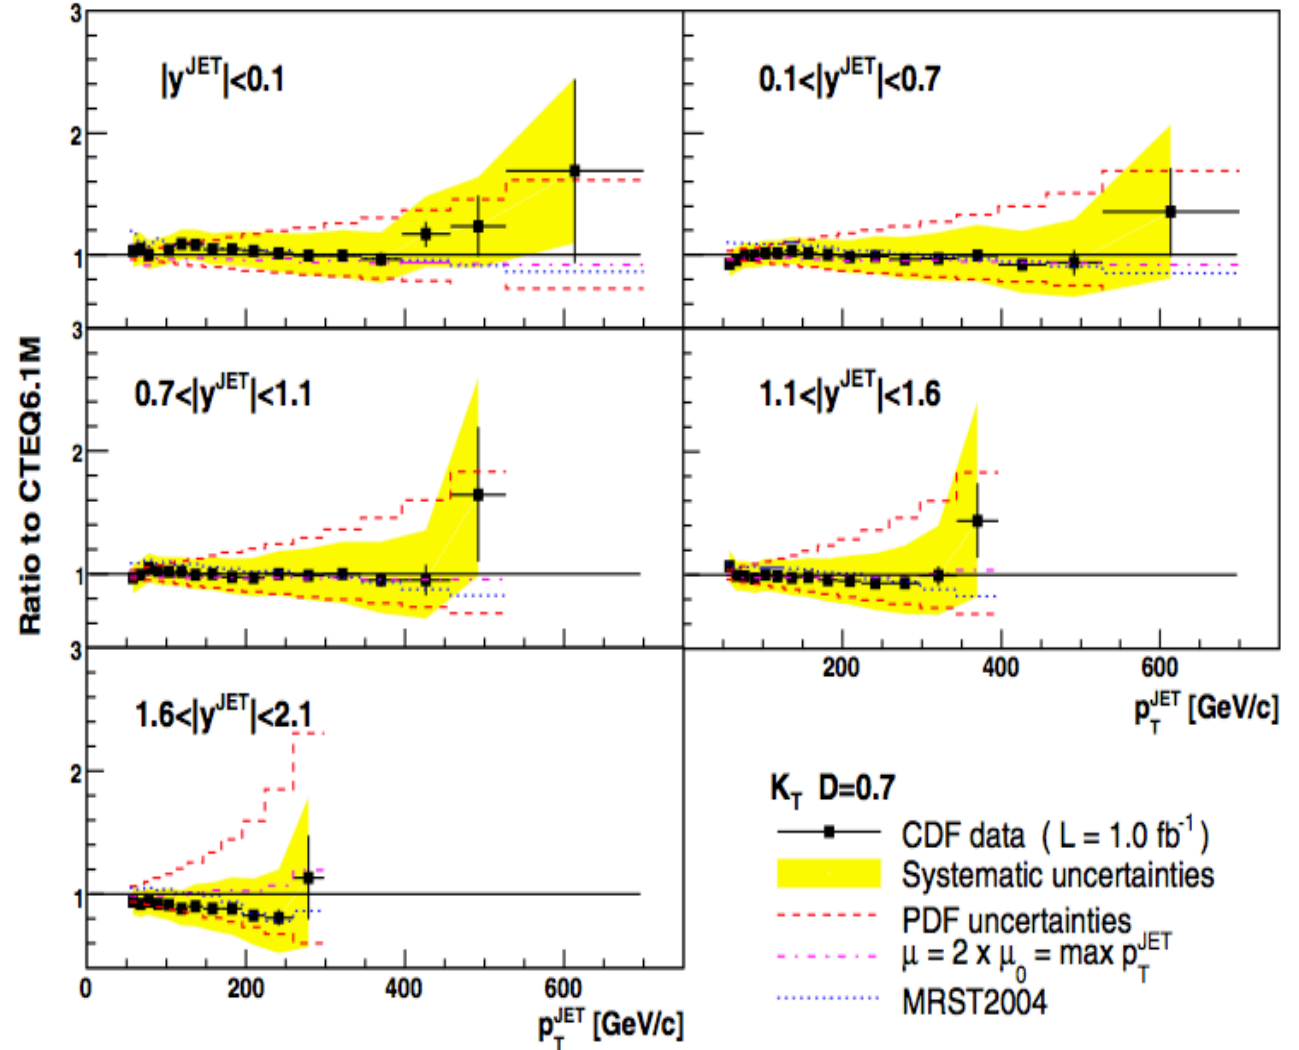 Ratio to CTEQ6.1M
3
|y^JET|<0.1
0.1<|y^JET|<0.7
2
1
3
0.7<|y^JET|<1.1
1.1<|y^JET|<1.6
2
1
200 400 600
p_T^JET [GeV/c]
3
1.6<|y^JET|<2.1
2
1
0 200 400 600
p_T^JET [GeV/c]
K_T D=0.7
CDF data ( L = 1.0 fb^-1 )
Systematic uncertainties
PDF uncertainties
μ = 2 x μ_0 = max p_T^JET
MRST2004